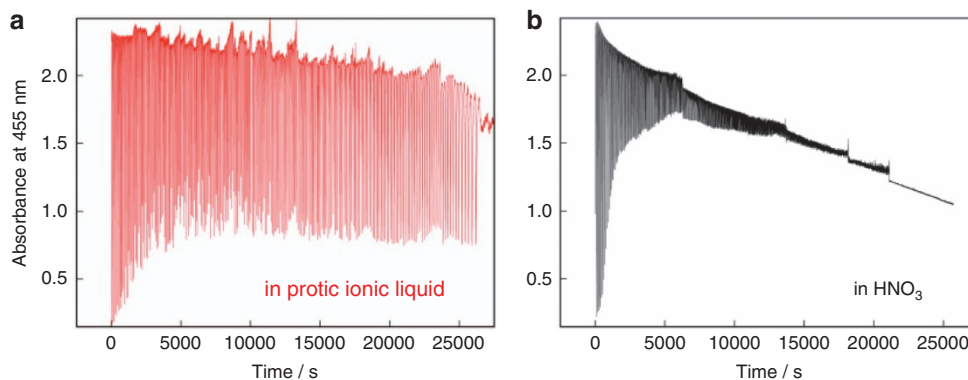 a
Absorbance at 455 nm
2.0
1.5
1.0
0.5
in protic ionic liquid
0 5000 10000 15000 20000 25000
Time / s
b
2.0
1.5
1.0
0.5
in HNO₃
0 5000 10000 15000 20000 25000
Time / s